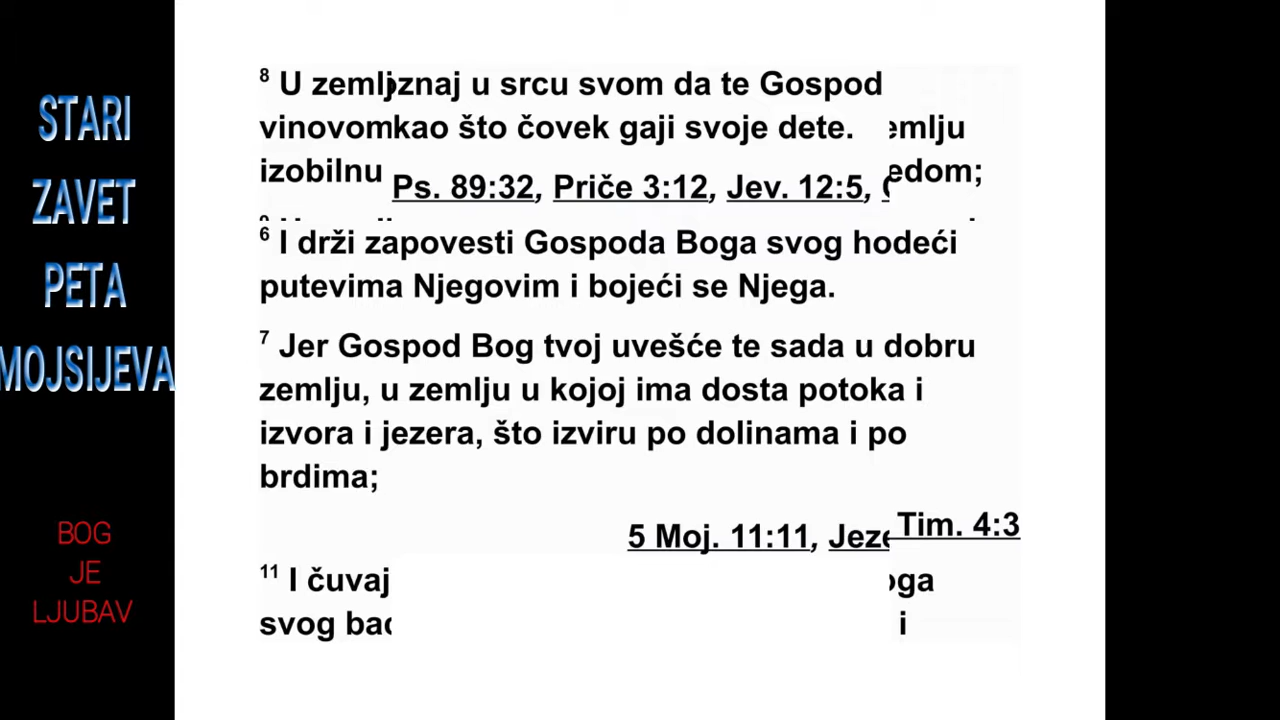 STARI
ZAVET
PETA
MOJSIJEVA
BOG
JE
LJUBAV
8 U znaj u srcu svom da te Gospod
kao što čovek gaji svoje dete.
izobilnu
Ps. 89:32, Priče 3:12, Jev. 12:5,
6 I drži zapovesti Gospoda Boga svog hodeći
putevima Njegovim i bojeći se Njega.
7 Jer Gospod Bog tvoj uvešće te sada u dobru
zemlju, u zemlju u kojoj ima dosta potoka i
izvora i jezera, što izviru po dolinama i po
brdima;
5 Moj. 11:11, Tim. 4:3
11 I čuvaj
svog i